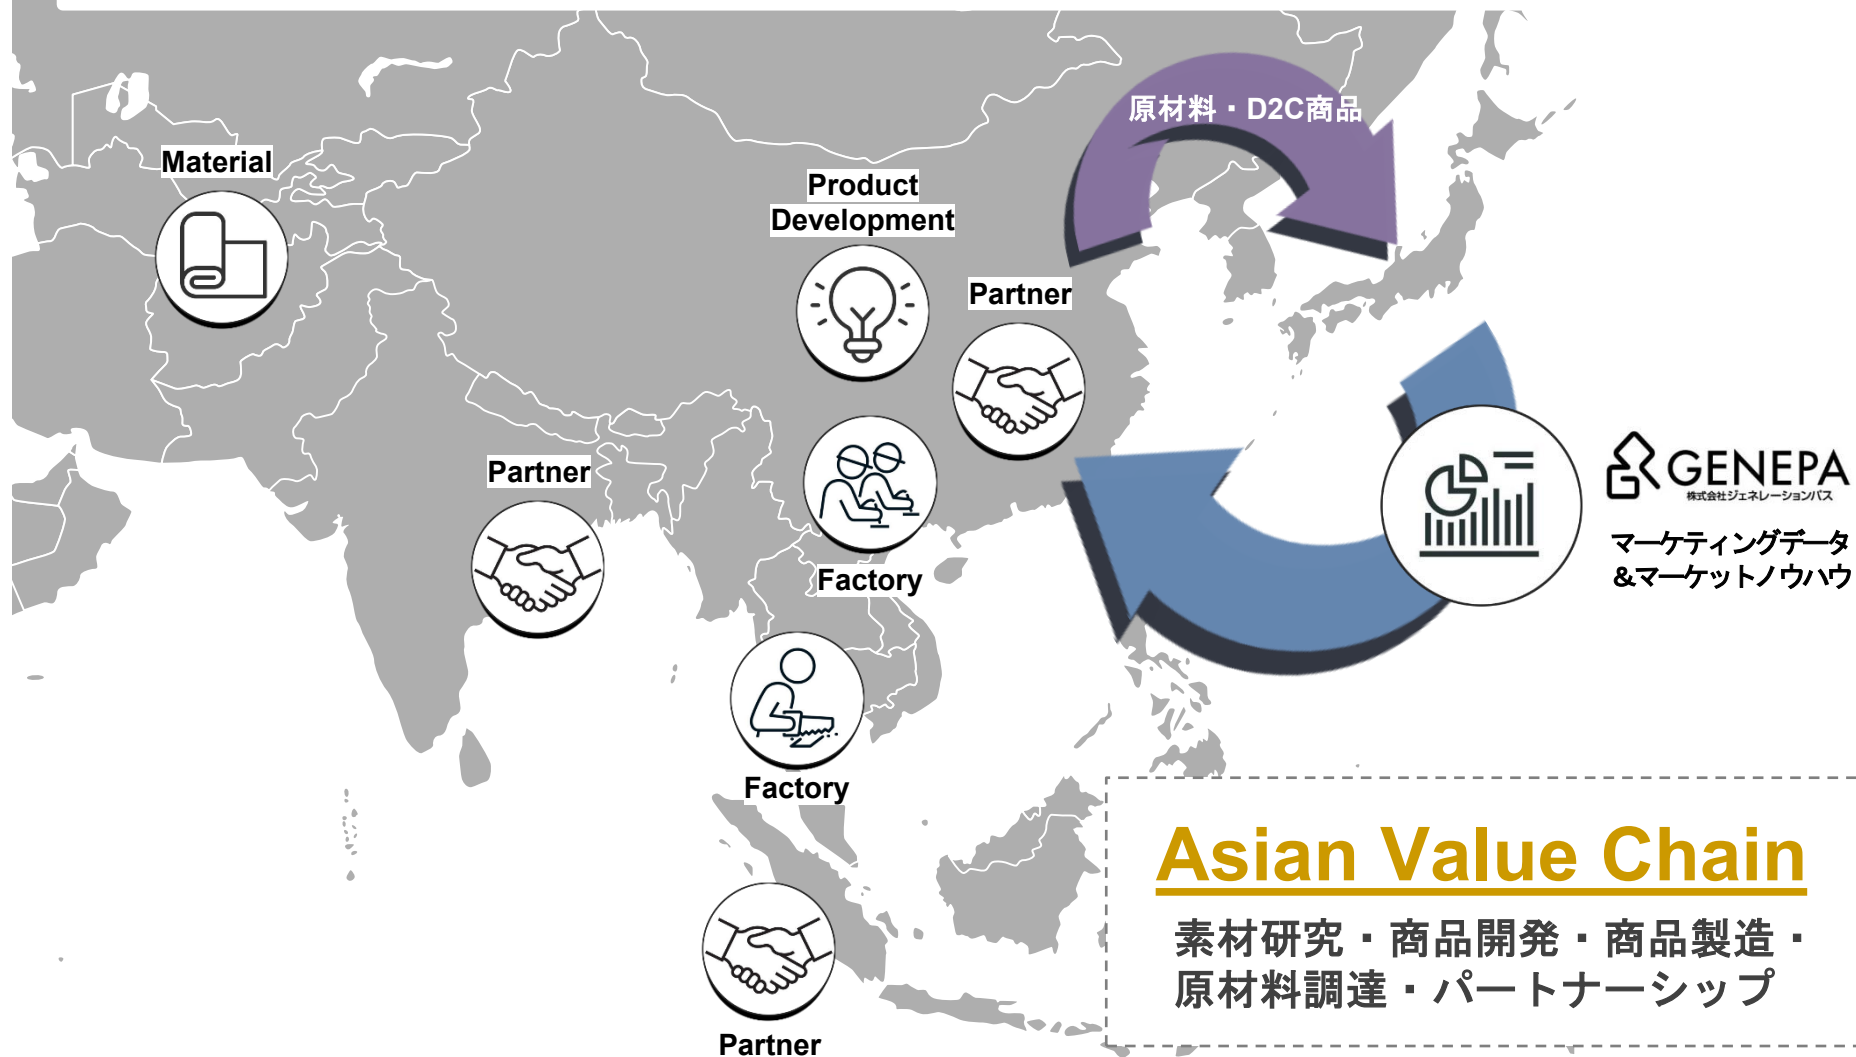 原材料・D2C商品
Material
Product
Development
Partner
Partner
Factory
Factory
Partner
GENEPA
株式会社ジェネレーションパス
マーケティングデータ
&マーケットノウハウ
Asian Value Chain
素材研究・商品開発・商品製造・
原材料調達・パートナーシップ